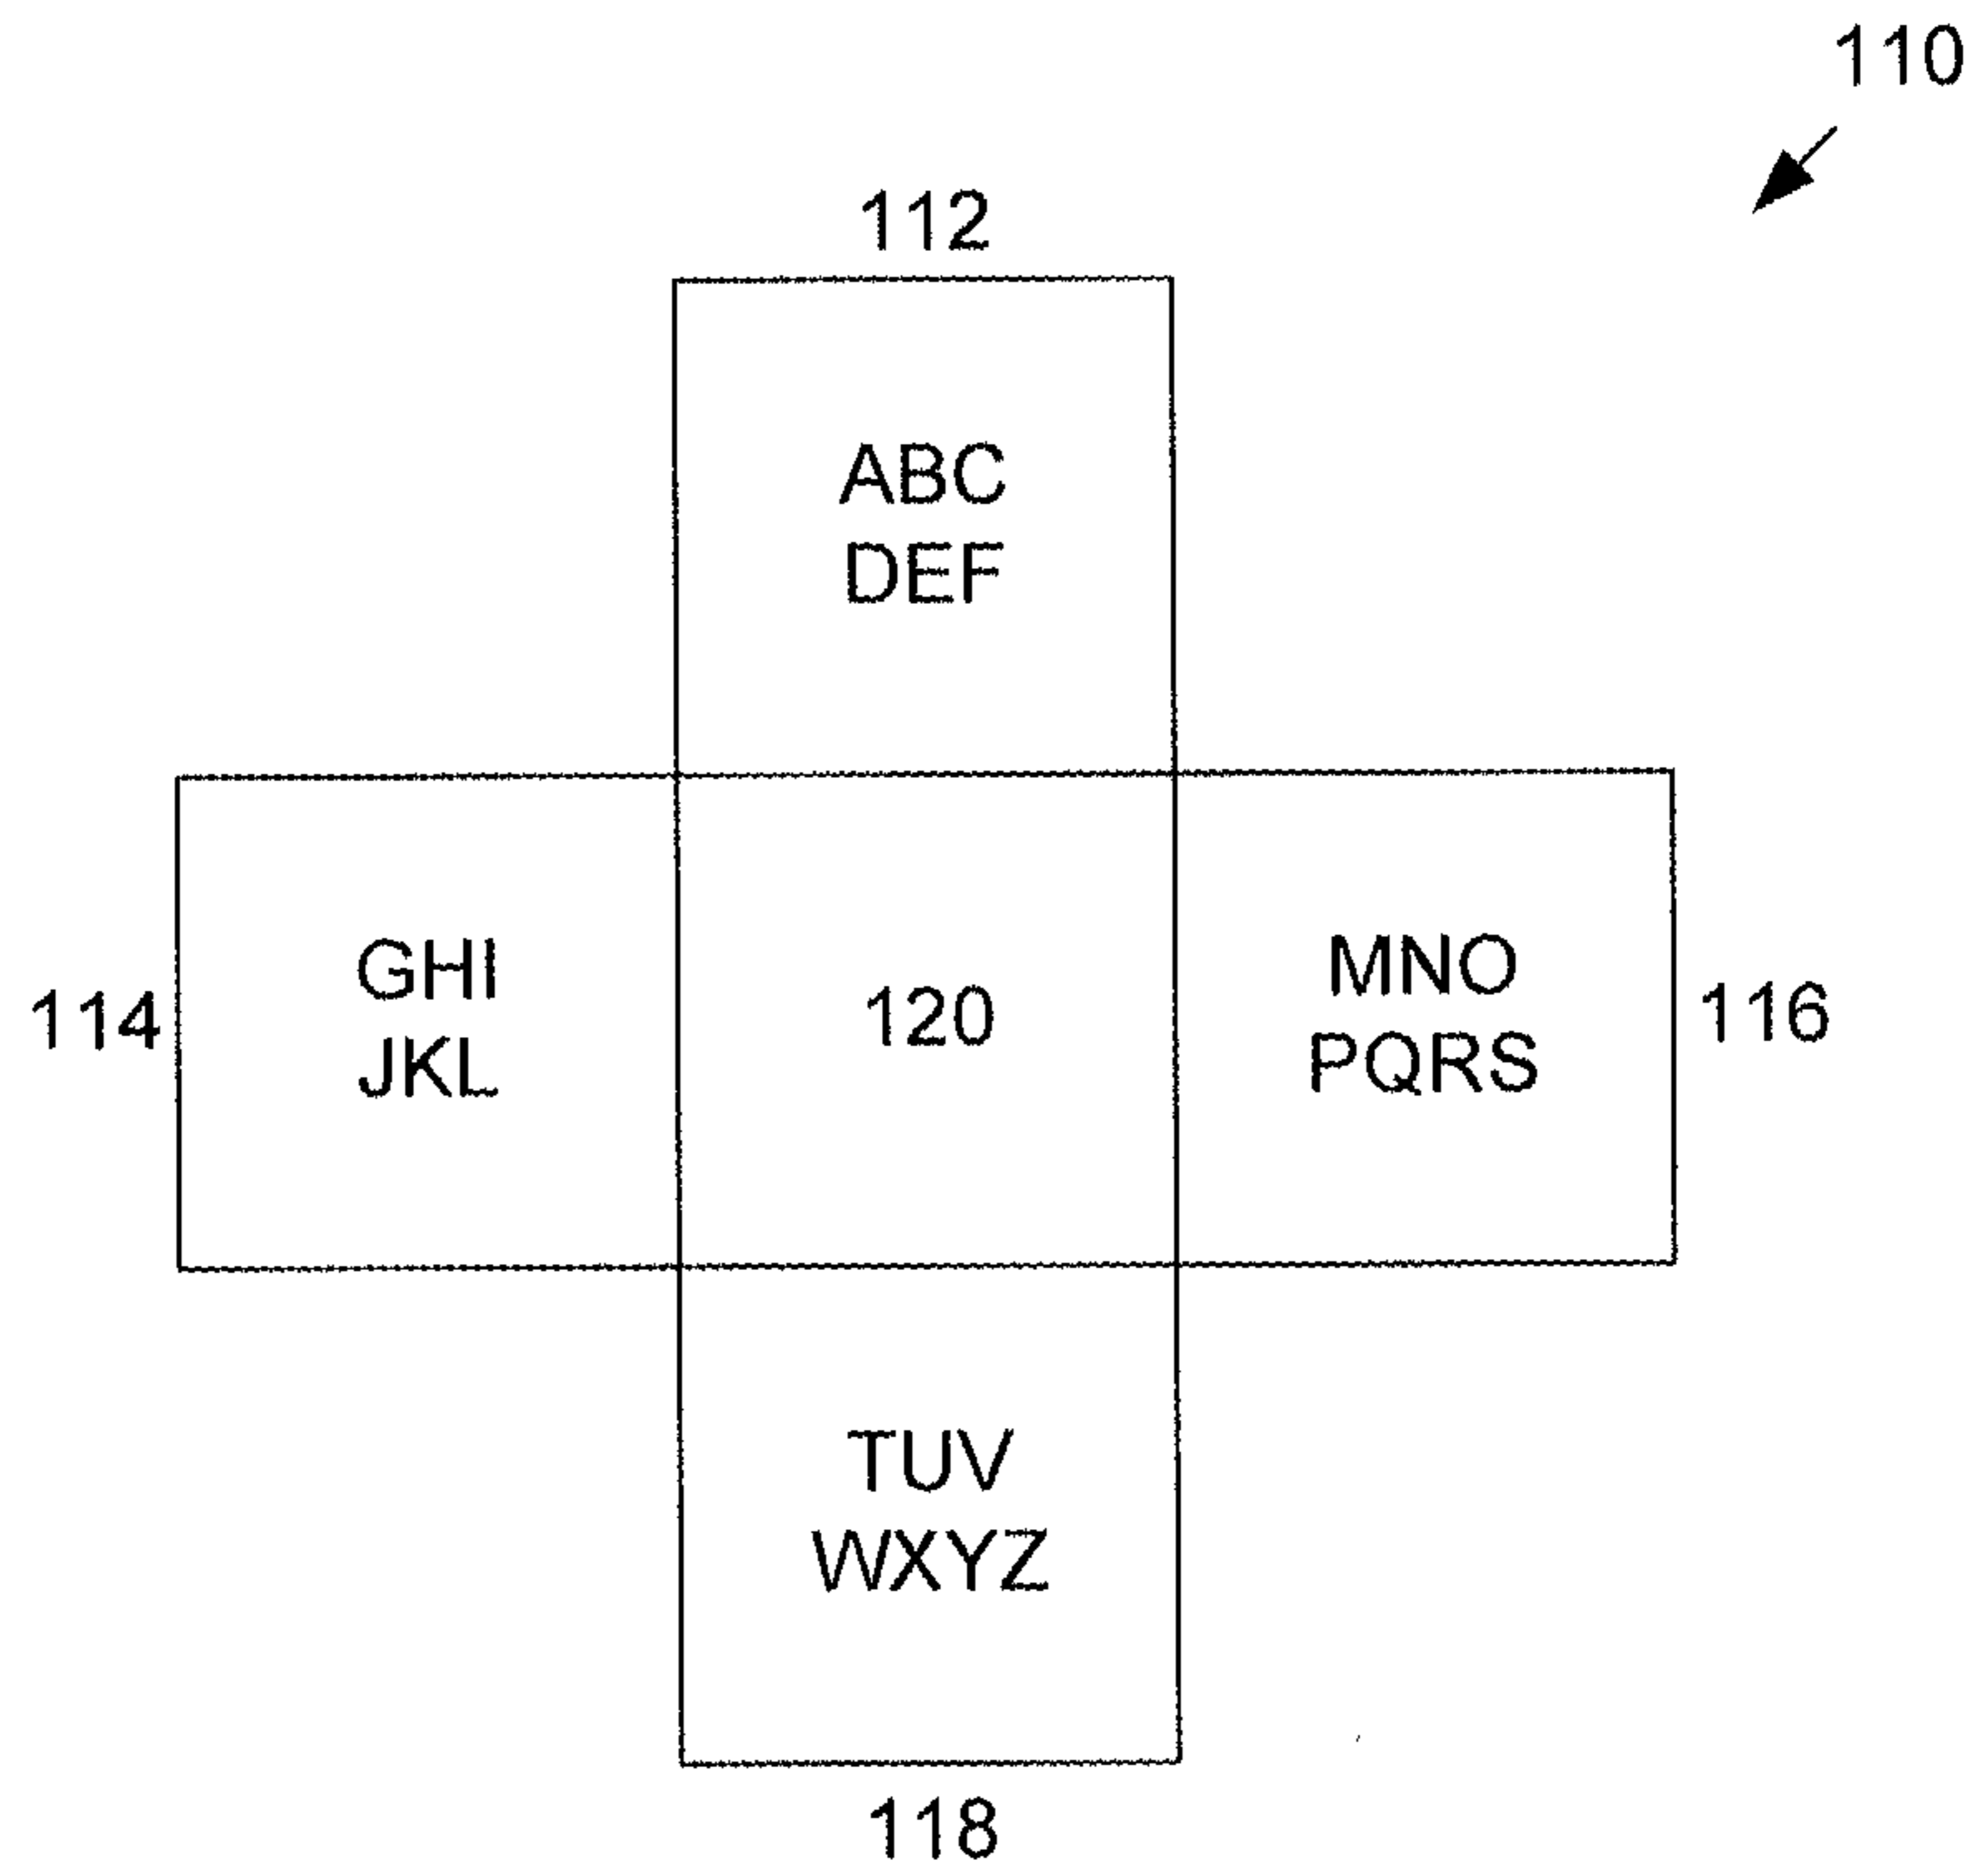 110
112
ABC
DEF
114
GHI
JKL
120
MNO
PQRS
116
TUV
WXYZ
118